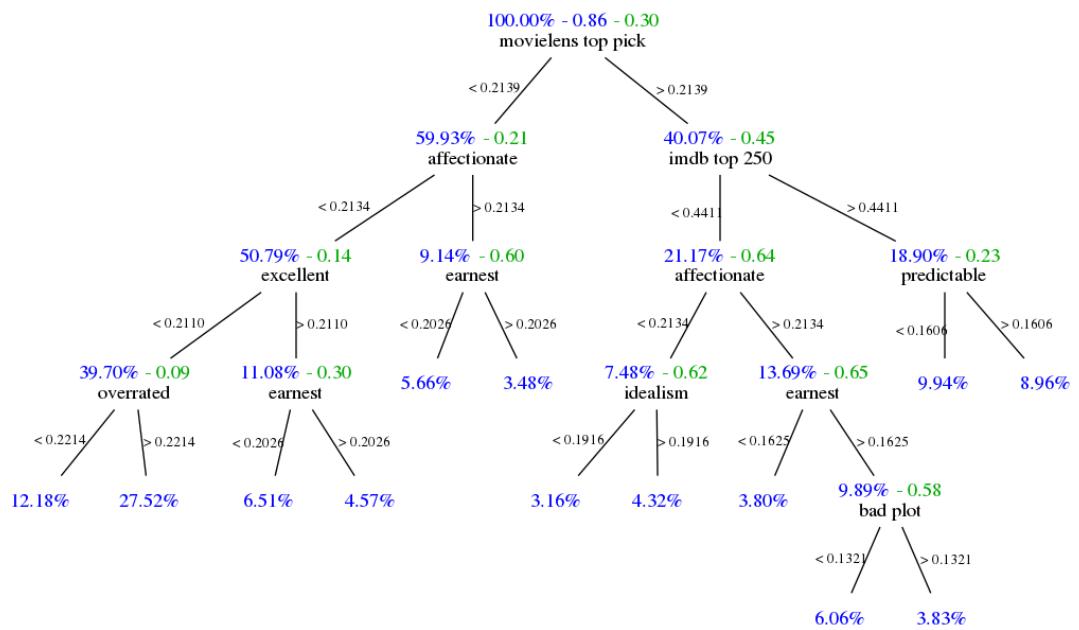 100.00% - 0.86 - 0.30
movielens top pick
< 0.2139
> 0.2139
59.93% - 0.21
affectionate
40.07% - 0.45
imdb top 250
< 0.2134
> 0.2134
< 0.4411
> 0.4411
50.79% - 0.14
excellent
9.14% - 0.60
earnest
21.17% - 0.64
affectionate
18.90% - 0.23
predictable
< 0.2110
> 0.2110
< 0.2026
> 0.2026
< 0.2134
> 0.2134
< 0.1606
> 0.1606
39.70% - 0.09
overrated
11.08% - 0.30
earnest
5.66%
3.48%
7.48% - 0.62
idealism
13.69% - 0.65
earnest
9.94%
8.96%
< 0.2214
> 0.2214
< 0.2026
> 0.2026
< 0.1916
> 0.1916
< 0.1625
> 0.1625
12.18%
27.52%
6.51%
4.57%
3.16%
4.32%
3.80%
9.89% - 0.58
bad plot
< 0.1321
> 0.1321
6.06%
3.83%